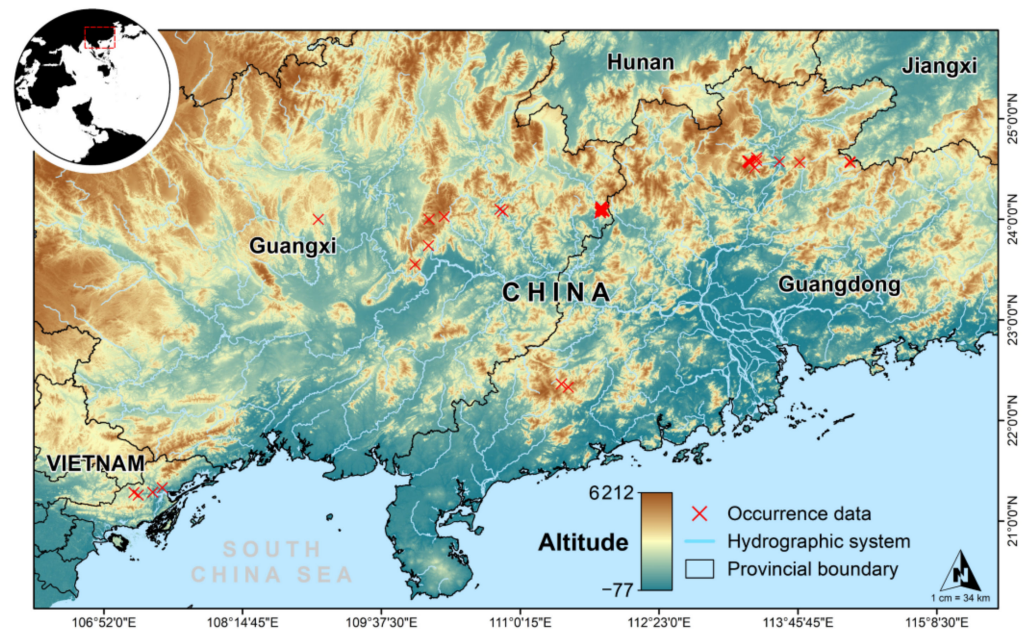 Hunan
Jiangxi
25°0'0"N
24°0'0"N
Guangxi
CHINA
Guangdong
23°0'0"N
22°0'0"N
VIETNAM
21°0'0"N
SOUTH
CHINA SEA
6212
Altitude
−77
Occurrence data
Hydrographic system
Provincial boundary
N
1 cm = 34 km
106°52'0"E
108°14'45"E
109°37'30"E
111°0'15"E
112°23'0"E
113°45'45"E
115°8'30"E